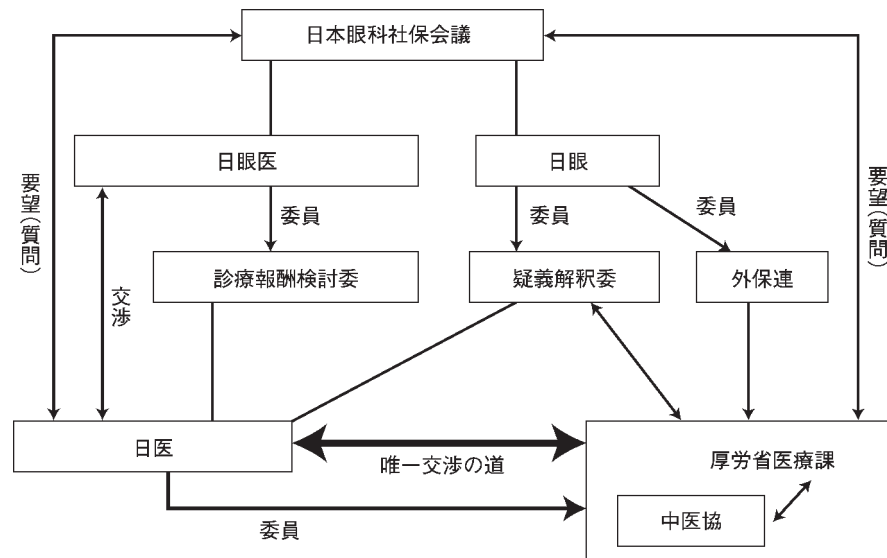 日本眼科社保会議
日眼医
日眼
要望(質問)
要望(質問)
委員
委員
委員
診療報酬検討委
疑義解釈委
外保連
交渉
日医
唯一交渉の道
厚労省医療課
中医協
委員